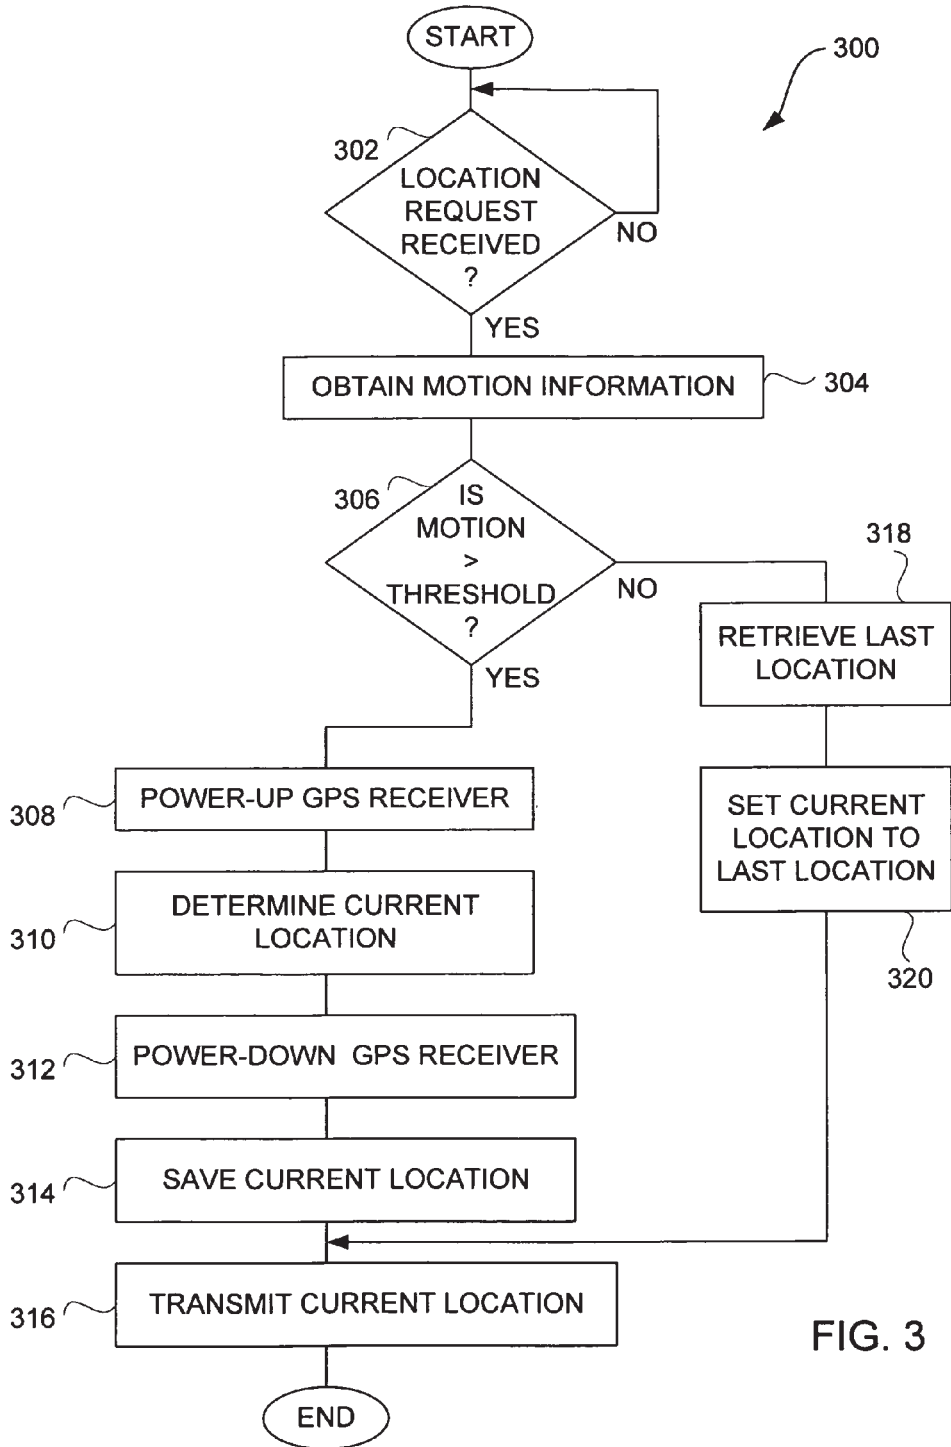 START
300
302
LOCATION
REQUEST
RECEIVED
?
NO
YES
OBTAIN MOTION INFORMATION
304
306
IS
MOTION
>
THRESHOLD
?
NO
YES
318
RETRIEVE LAST
LOCATION
308
POWER-UP GPS RECEIVER
SET CURRENT
LOCATION TO
LAST LOCATION
320
310
DETERMINE CURRENT
LOCATION
312
POWER-DOWN GPS RECEIVER
314
SAVE CURRENT LOCATION
316
TRANSMIT CURRENT LOCATION
FIG. 3
END